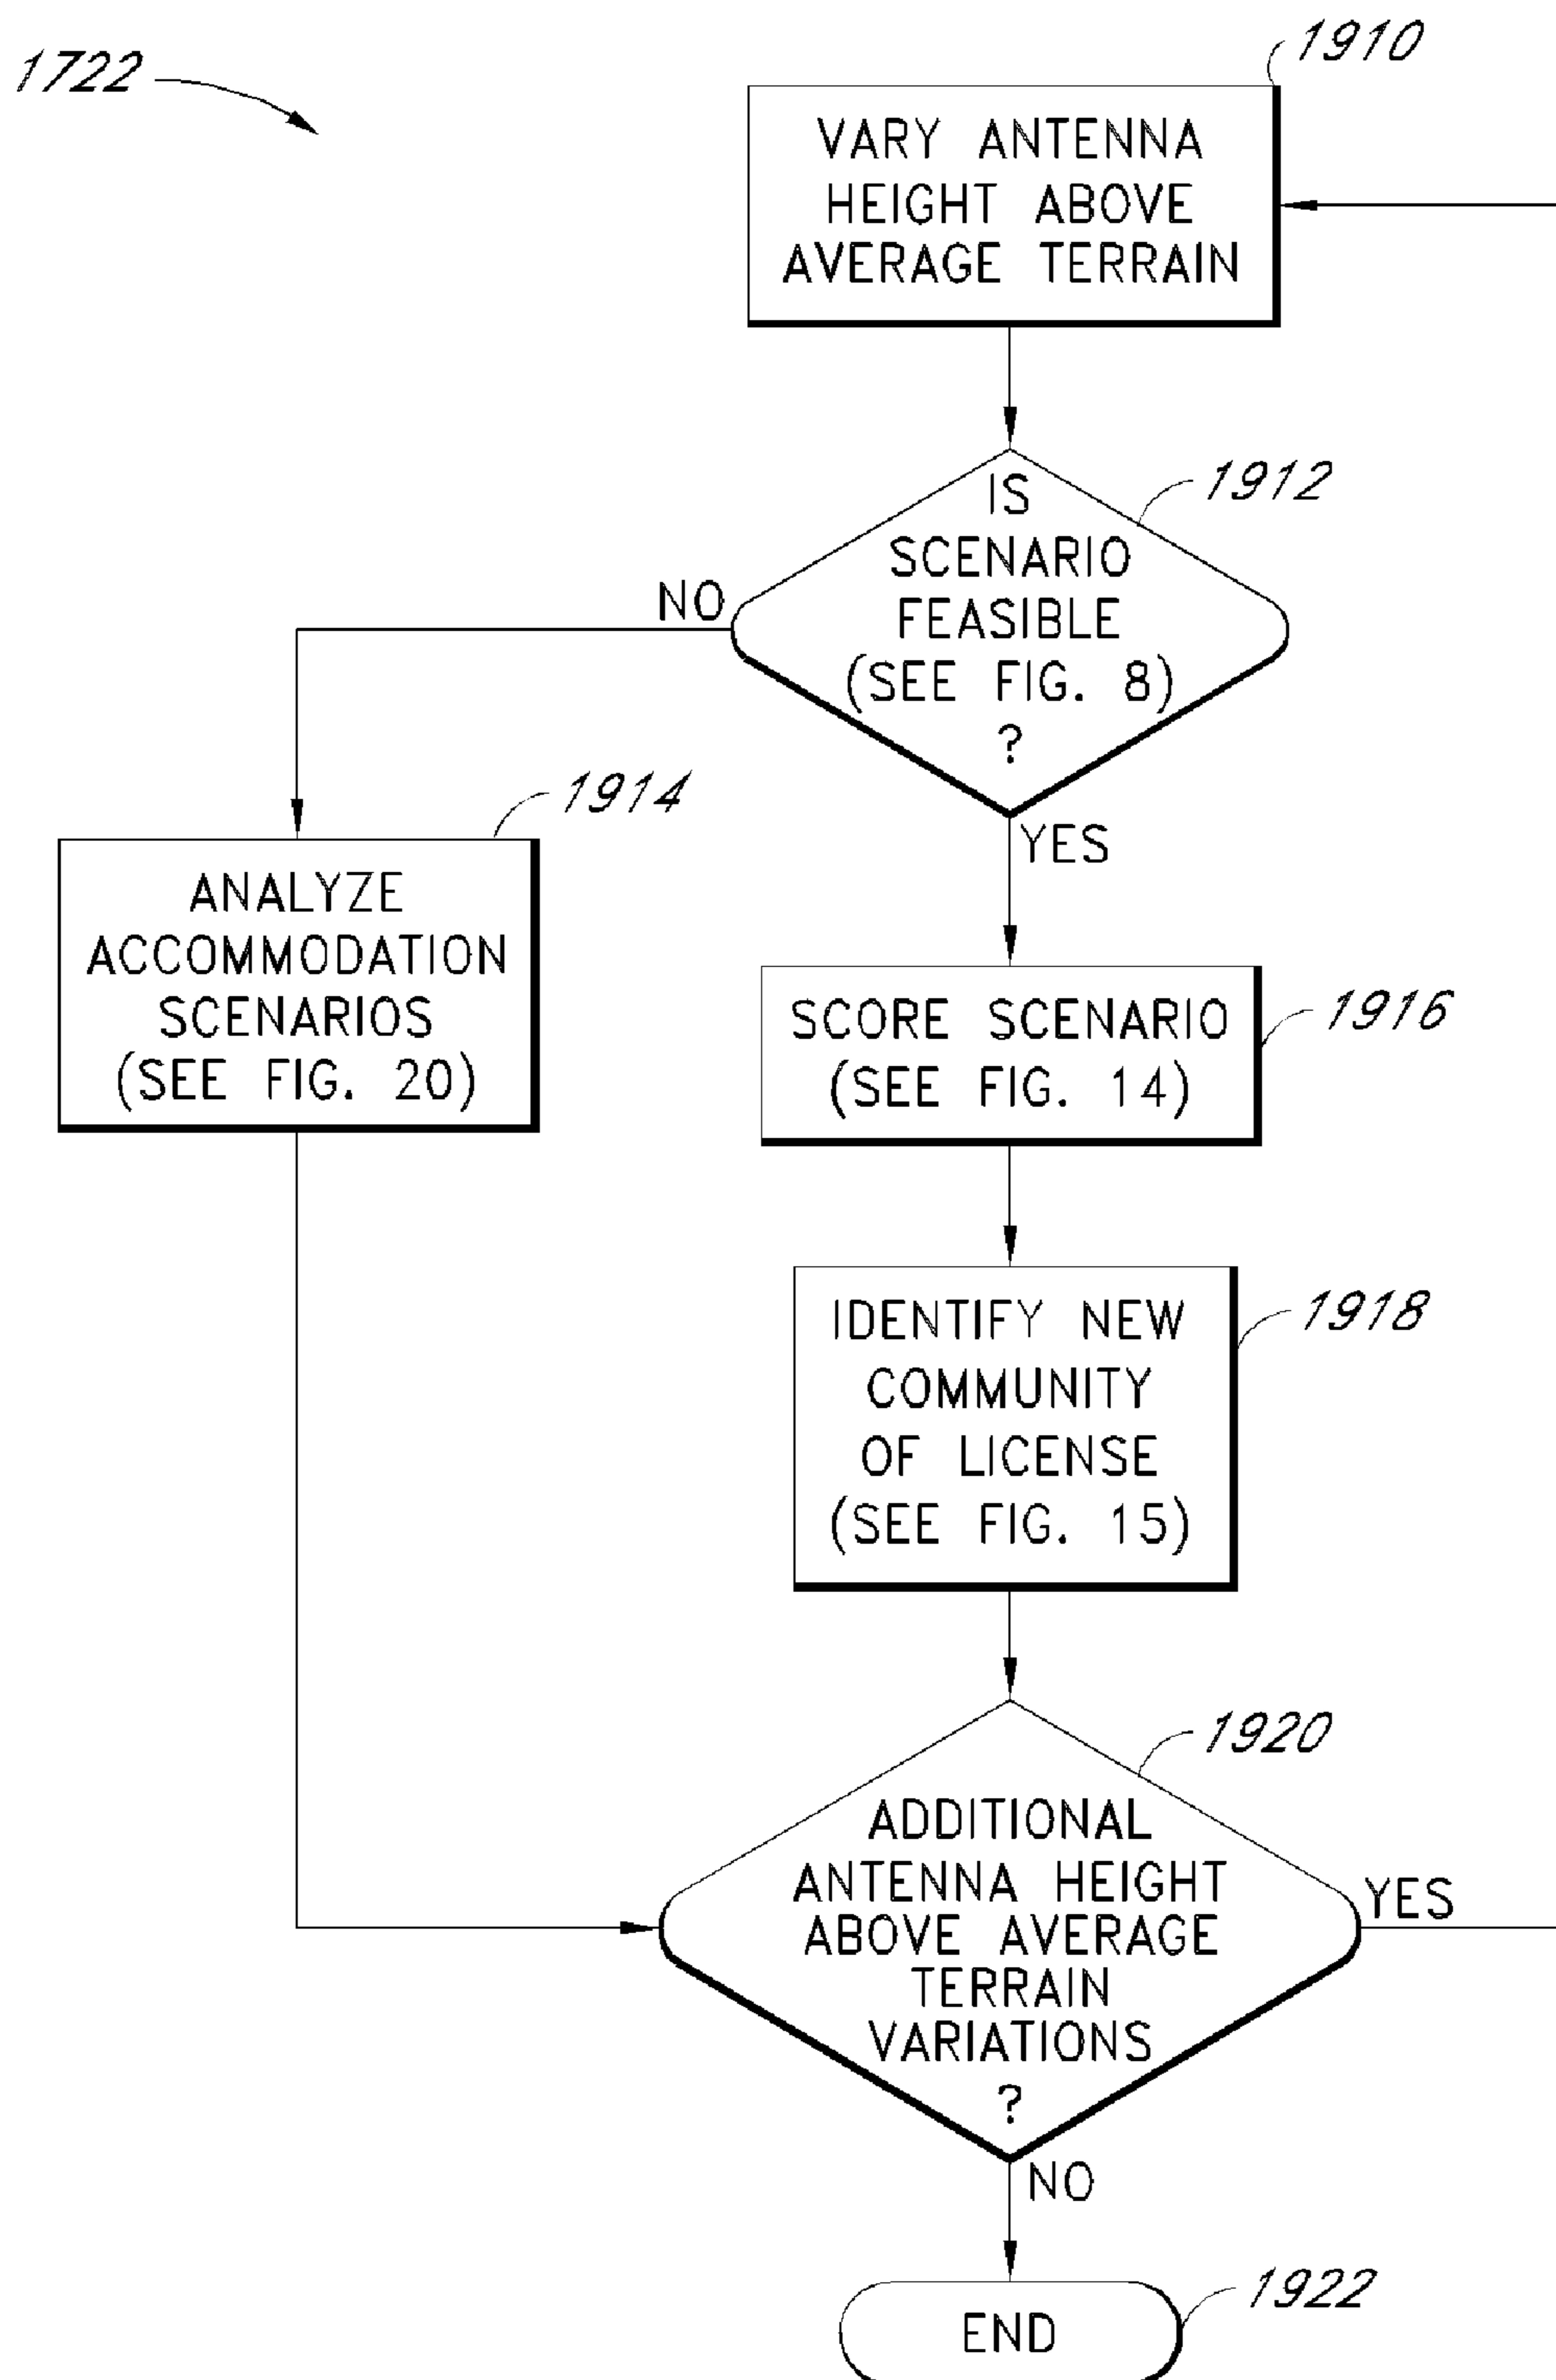 1722
1910
VARY ANTENNA
HEIGHT ABOVE
AVERAGE TERRAIN
1912
IS
SCENARIO
FEASIBLE
(SEE FIG. 8)
?
NO
YES
1914
ANALYZE
ACCOMMODATION
SCENARIOS
(SEE FIG. 20)
1916
SCORE SCENARIO
(SEE FIG. 14)
1918
IDENTIFY NEW
COMMUNITY
OF LICENSE
(SEE FIG. 15)
1920
ADDITIONAL
ANTENNA HEIGHT
ABOVE AVERAGE
TERRAIN
VARIATIONS
?
YES
NO
1922
END